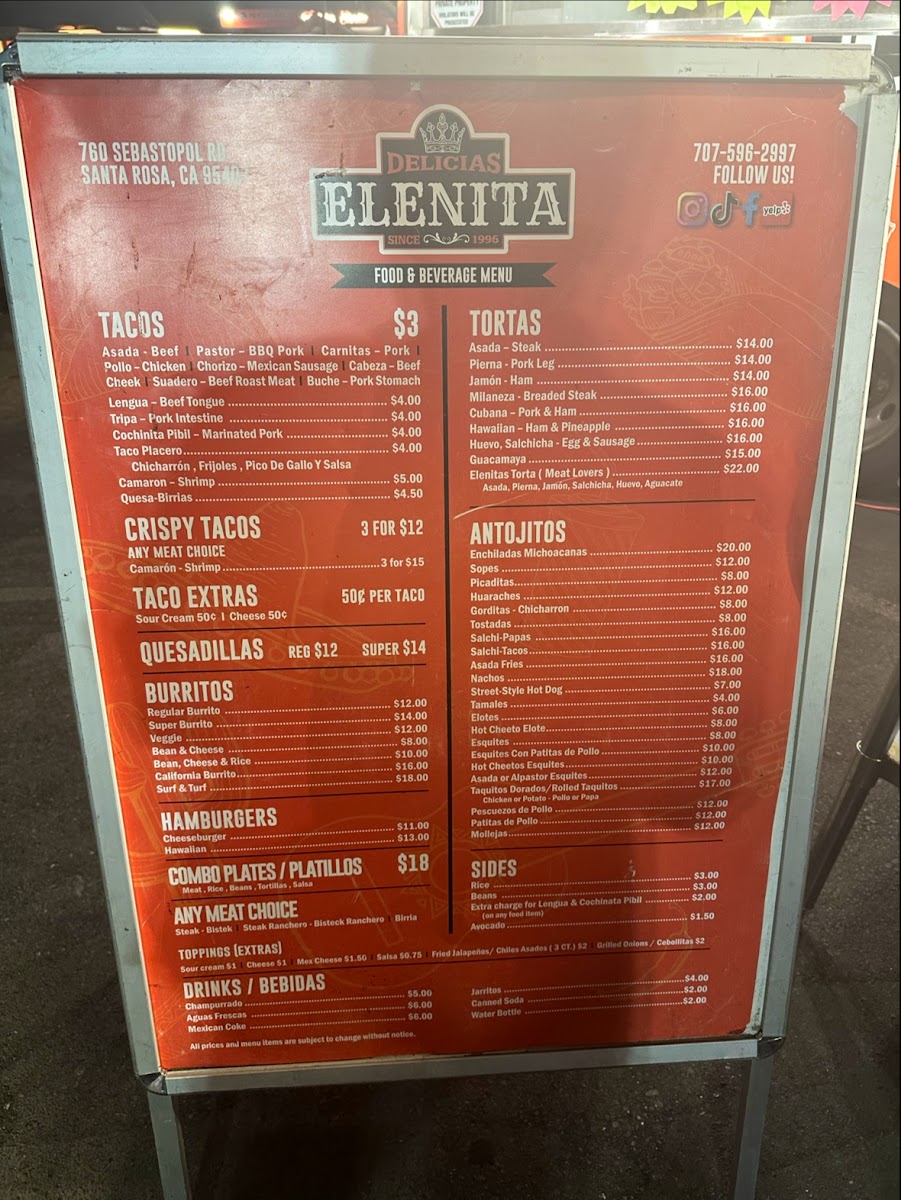 PRIVATE PROPERTY
760 SEBASTOPOL RD
SANTA ROSA, CA
DELICIAS
ELENITA
SINCE 1996
707-596-2997
FOLLOW US!
yelp
FOOD & BEVERAGE MENU
TACOS $3
Asada - Beef | Pastor – BBQ Pork | Carnitas – Pork |
Pollo - Chicken | Chorizo - Mexican Sausage | Cabeza - Beef
Cheek | Suadero – Beef Roast Meat | Buche – Pork Stomach
Lengua – Beef Tongue $4.00
Tripa – Pork Intestine $4.00
Cochinita Pibil – Marinated Pork $4.00
Taco Placero $4.00
Chicharrón , Frijoles , Pico De Gallo Y Salsa
Camaron – Shrimp $5.00
Quesa-Birrias $4.50
CRISPY TACOS 3 FOR $12
ANY MEAT CHOICE
Camarón - Shrimp 3 for $15
TACO EXTRAS 50¢ PER TACO
Sour Cream 50¢ | Cheese 50¢
QUESADILLAS REG $12 SUPER $14
BURRITOS
Regular Burrito $12.00
Super Burrito $14.00
Veggie $12.00
Bean & Cheese $8.00
Bean, Cheese & Rice $10.00
California Burrito $16.00
Surf & Turf $18.00
HAMBURGERS
Cheeseburger $11.00
Hawaiian $13.00
COMBO PLATES / PLATILLOS $18
Meat , Rice , Beans , Tortillas , Salsa
ANY MEAT CHOICE
Steak - Bistek | Steak Ranchero - Bisteck Ranchero | Birria
TORTAS
Asada – Steak $14.00
Pierna - Pork Leg $14.00
Jamón - Ham $14.00
Milaneza - Breaded Steak $16.00
Cubana – Pork & Ham $16.00
Hawaiian – Ham & Pineapple $16.00
Huevo, Salchicha - Egg & Sausage $16.00
Guacamaya $15.00
Elenitas Torta ( Meat Lovers ) $22.00
Asada, Pierna, Jamón, Salchicha, Huevo, Aguacate
ANTOJITOS
Enchiladas Michoacanas $20.00
Sopes $12.00
Picaditas $8.00
Huaraches $12.00
Gorditas - Chicharron $8.00
Tostadas $8.00
Salchi-Papas $16.00
Salchi-Tacos $16.00
Asada Fries $16.00
Nachos $18.00
Street-Style Hot Dog $7.00
Tamales $4.00
Elotes $6.00
Hot Cheeto Elote $8.00
Esquites $8.00
Esquites Con Patitas de Pollo $10.00
Hot Cheetos Esquites $10.00
Asada or Alpastor Esquites $12.00
Taquitos Dorados/Rolled Taquitos $17.00
Chicken or Potato - Pollo or Papa
Pescuezos de Pollo $12.00
Patitas de Pollo $12.00
Mollejas $12.00
SIDES
Rice $3.00
Beans $3.00
Extra charge for Lengua & Cochinata Pibil $2.00
(on any food item)
Avocado $1.50
TOPPINGS (EXTRAS)
Sour cream $1 | Cheese $1 | Mex Cheese $1.50 | Salsa $0.75 | Fried Jalapeños/ Chiles Asados ( 3 CT.) $2 | Grilled Onions / Cebollitas $2
DRINKS / BEBIDAS
Champurrado $5.00
Aguas Frescas $6.00
Mexican Coke $6.00
Jarritos $4.00
Canned Soda $2.00
Water Bottle $2.00
All prices and menu items are subject to change without notice.